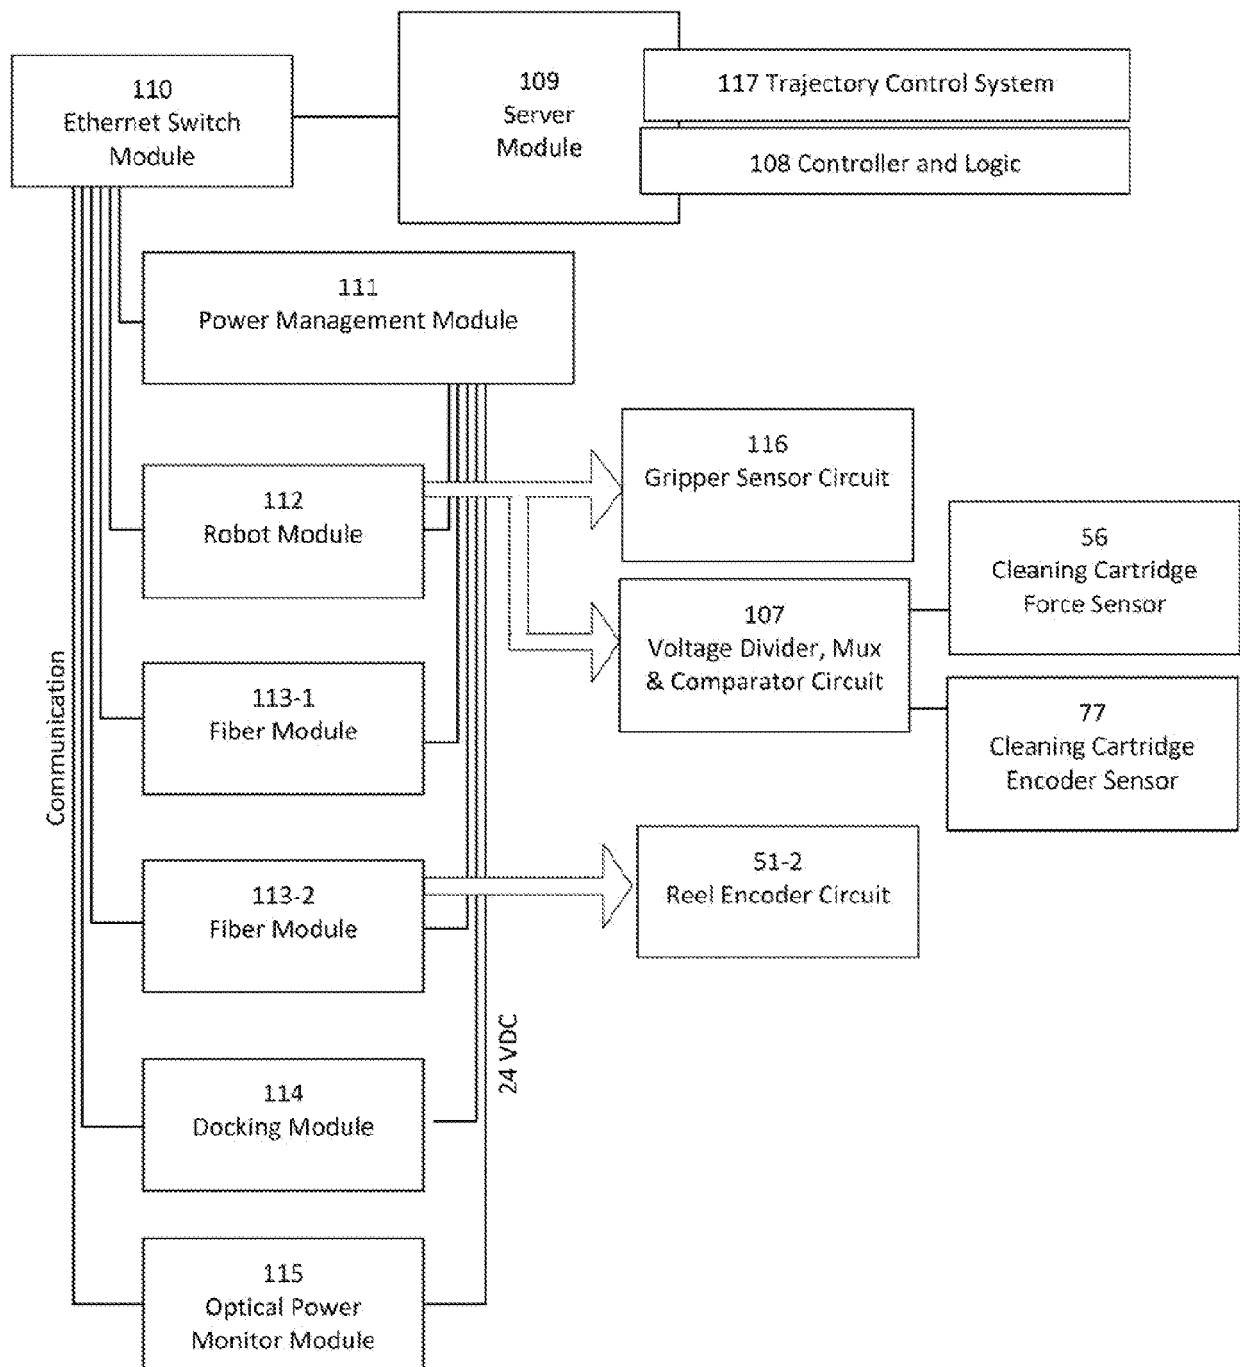 110
Ethernet Switch
Module
109
Server
Module
117 Trajectory Control System
108 Controller and Logic
111
Power Management Module
112
Robot Module
116
Gripper Sensor Circuit
107
Voltage Divider, Mux
& Comparator Circuit
56
Cleaning Cartridge
Force Sensor
77
Cleaning Cartridge
Encoder Sensor
Communication
113-1
Fiber Module
113-2
Fiber Module
51-2
Reel Encoder Circuit
24 VDC
114
Docking Module
115
Optical Power
Monitor Module